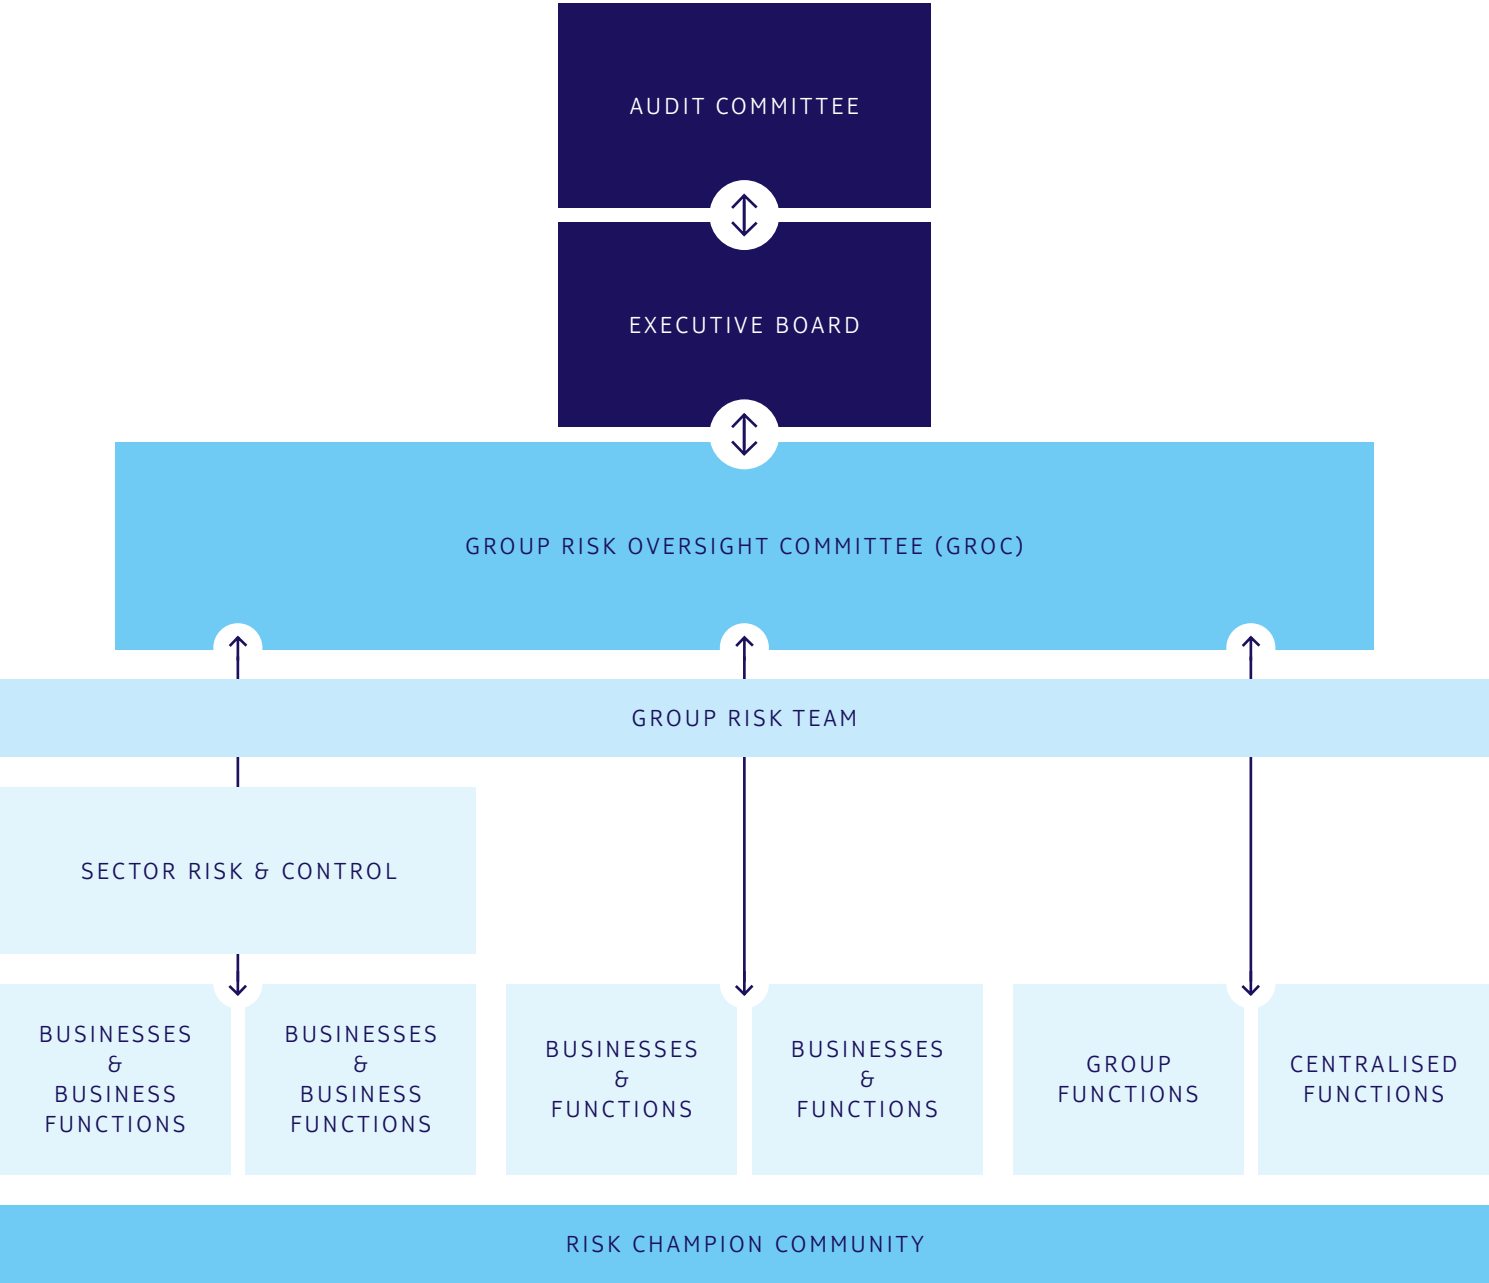 AUDIT COMMITTEE
EXECUTIVE BOARD
GROUP RISK OVERSIGHT COMMITTEE (GROC)
GROUP RISK TEAM
SECTOR RISK & CONTROL
BUSINESSES
&
BUSINESS
FUNCTIONS
BUSINESSES
&
BUSINESS
FUNCTIONS
BUSINESSES
&
FUNCTIONS
BUSINESSES
&
FUNCTIONS
GROUP
FUNCTIONS
CENTRALISED
FUNCTIONS
RISK CHAMPION COMMUNITY